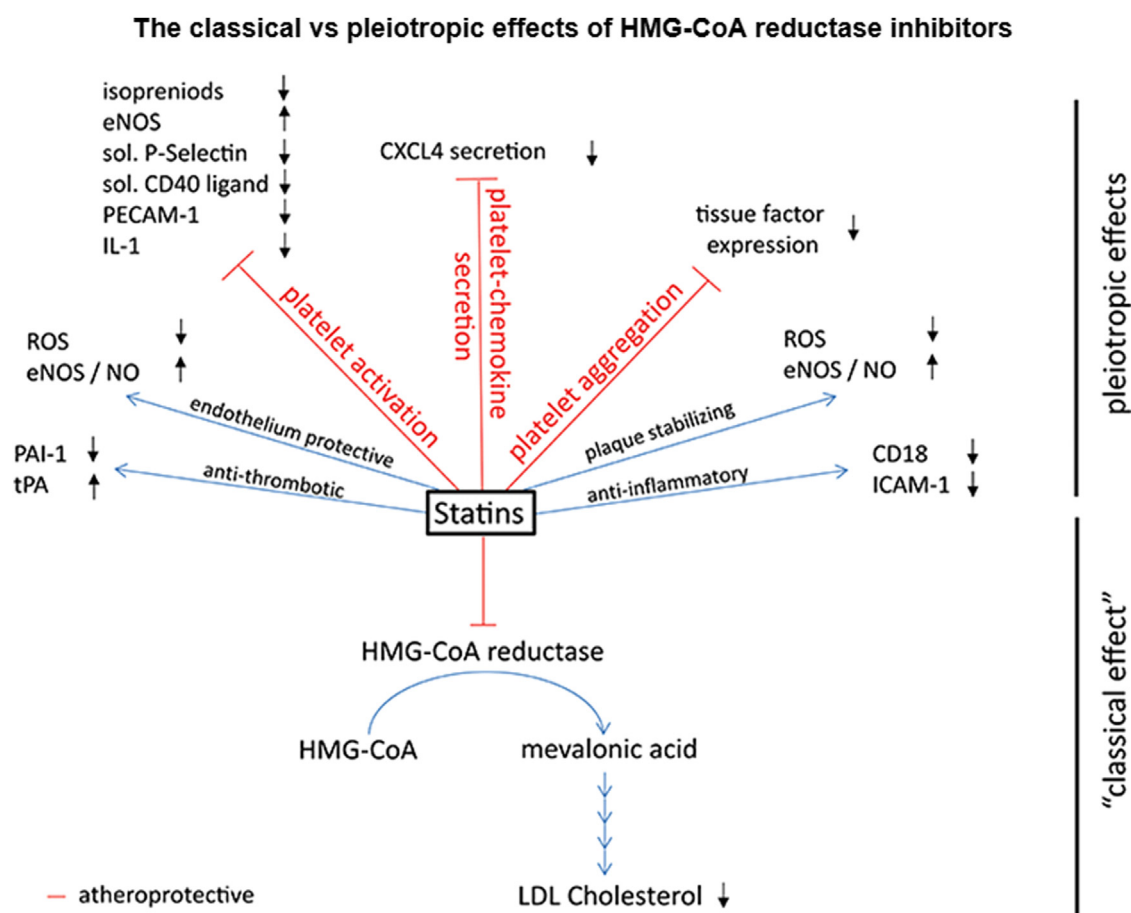 The classical vs pleiotropic effects of HMG-CoA reductase inhibitors
isopreniods ↓
eNOS ↑
sol. P-Selectin ↓
sol. CD40 ligand ↓
PECAM-1 ↓
IL-1 ↓
CXCL4 secretion ↓
tissue factor
expression ↓
ROS ↓
eNOS / NO ↑
PAI-1 ↓
tPA ↑
ROS ↓
eNOS / NO ↑
CD18 ↓
ICAM-1 ↓
platelet activation
platelet-chemokine
secretion
platelet aggregation
endothelium protective
anti-thrombotic
plaque stabilizing
anti-inflammatory
Statins
pleiotropic effects
HMG-CoA reductase
HMG-CoA
mevalonic acid
LDL Cholesterol ↓
"classical effect"
atheroprotective